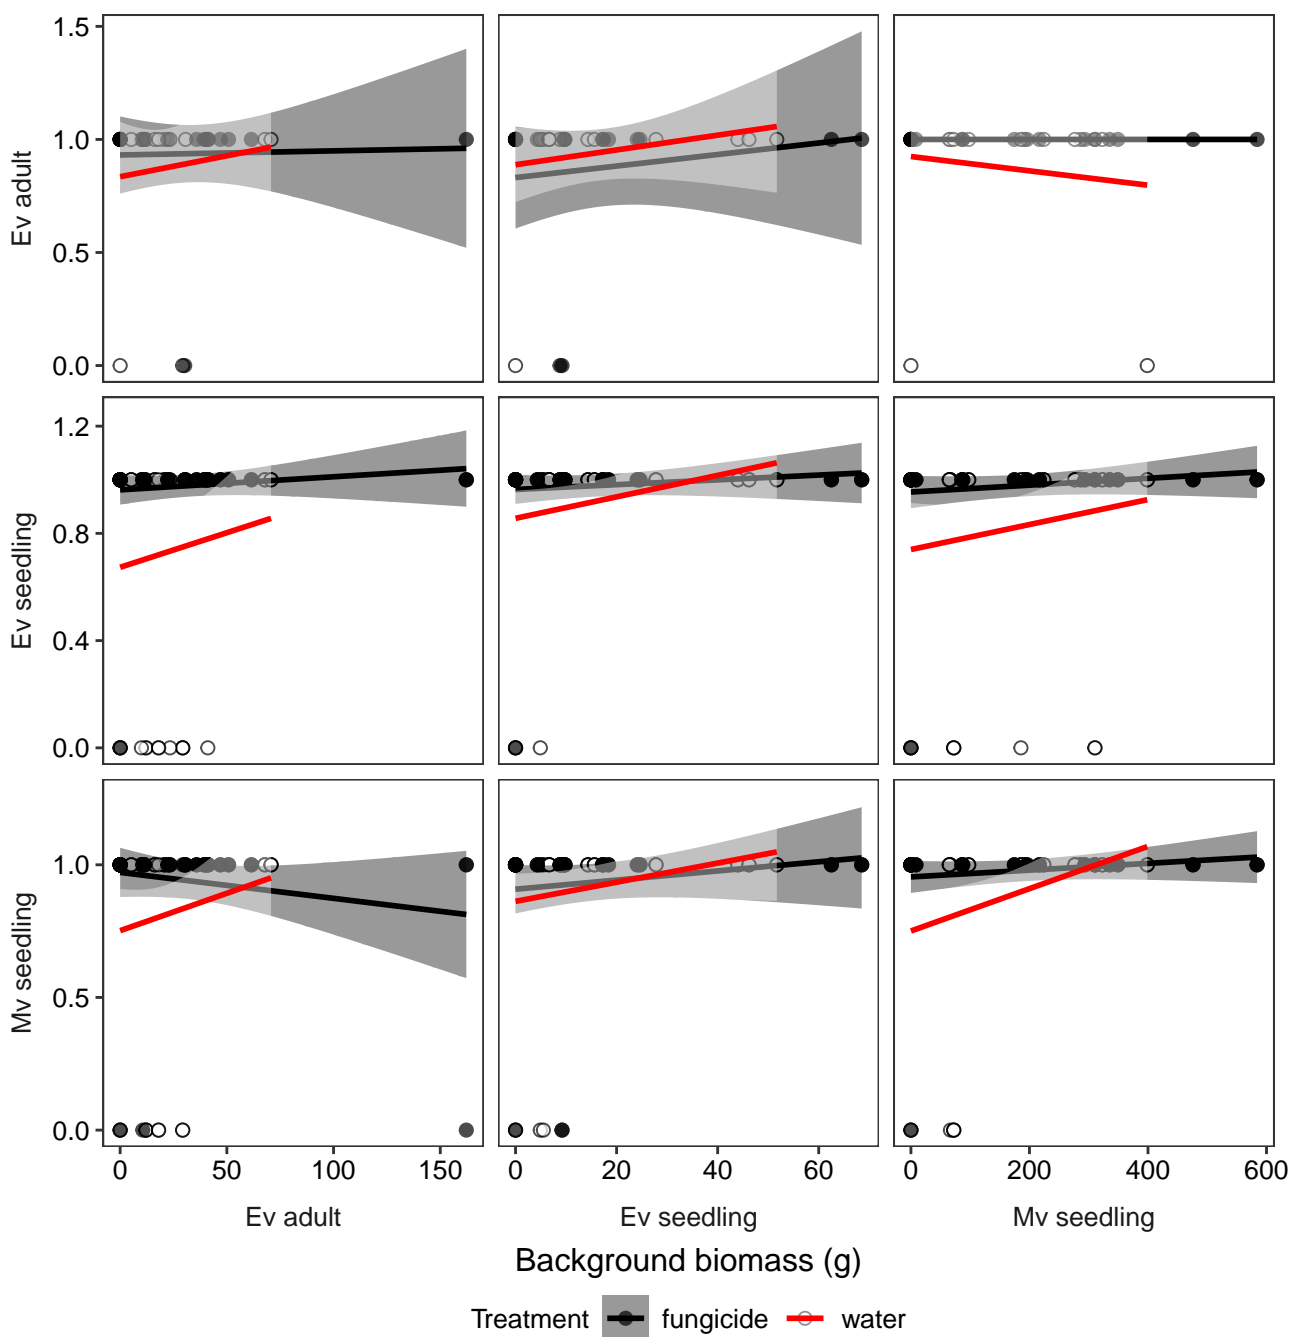 1.5
1.0
0.5
0.0
Ev adult
1.2
0.8
0.4
0.0
Ev seedling
1.0
0.5
0.0
Mv seedling
0 50 100 150 0 20 40 60 0 200 400 600
Ev adult Ev seedling Mv seedling
Background biomass (g)
Treatment fungicide water